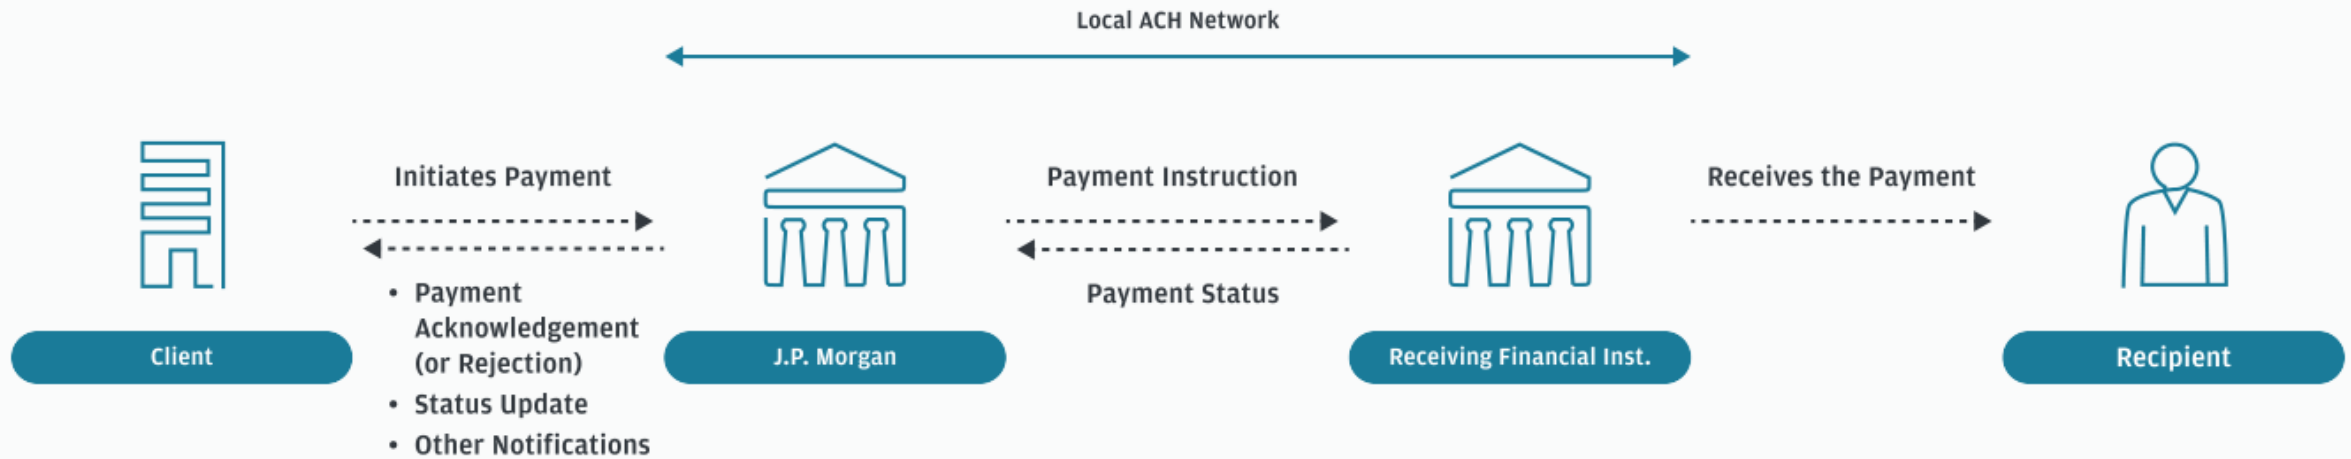 Local ACH Network
Initiates Payment
Payment Instruction
Receives the Payment
• Payment
Acknowledgement
(or Rejection)
• Status Update
• Other Notifications
Payment Status
Client
J.P. Morgan
Receiving Financial Inst.
Recipient